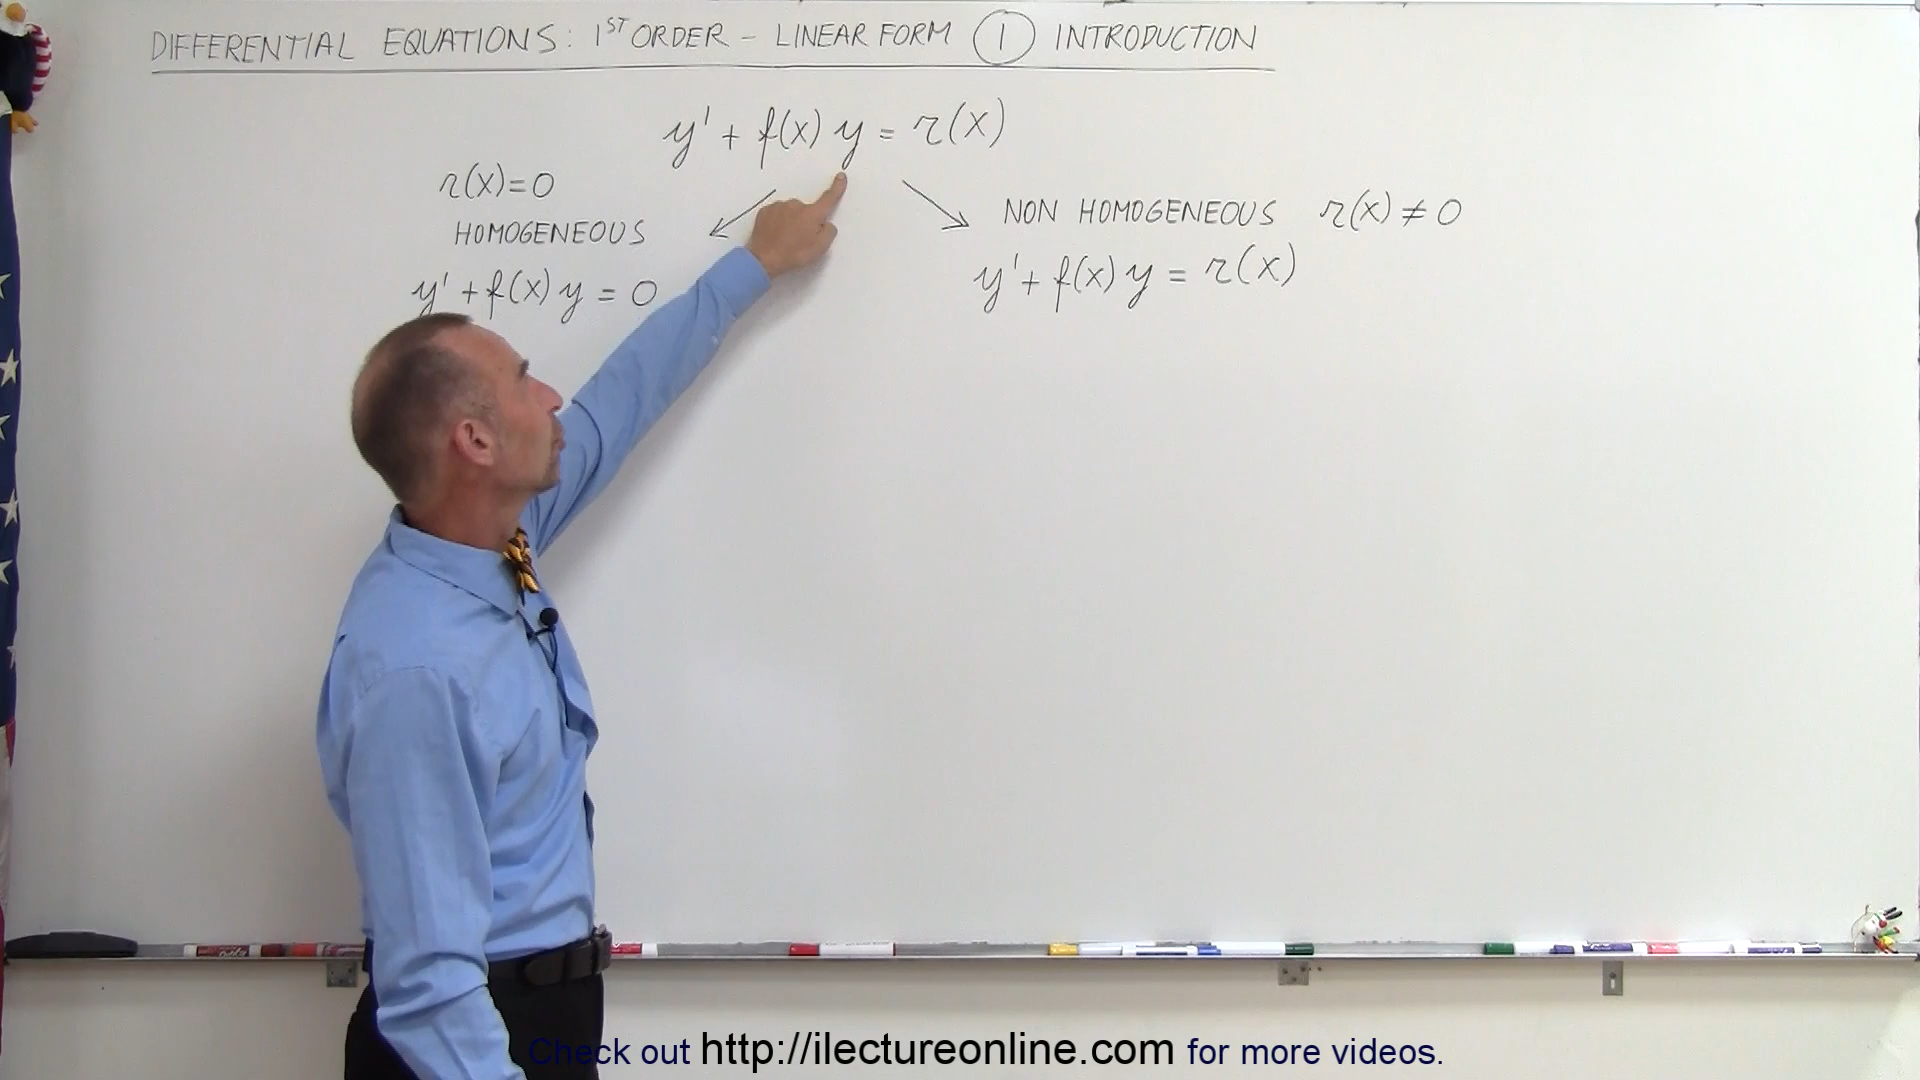 DIFFERENTIAL EQUATIONS: 1ST ORDER - LINEAR FORM 1 INTRODUCTION
y' + f(x) y = r(x)
r(x)=0
HOMOGENEOUS
y' + f(x) y = 0
NON HOMOGENEOUS r(x) ≠ 0
y' + f(x) y = r(x)
Check out http://ilectureonline.com for more videos.